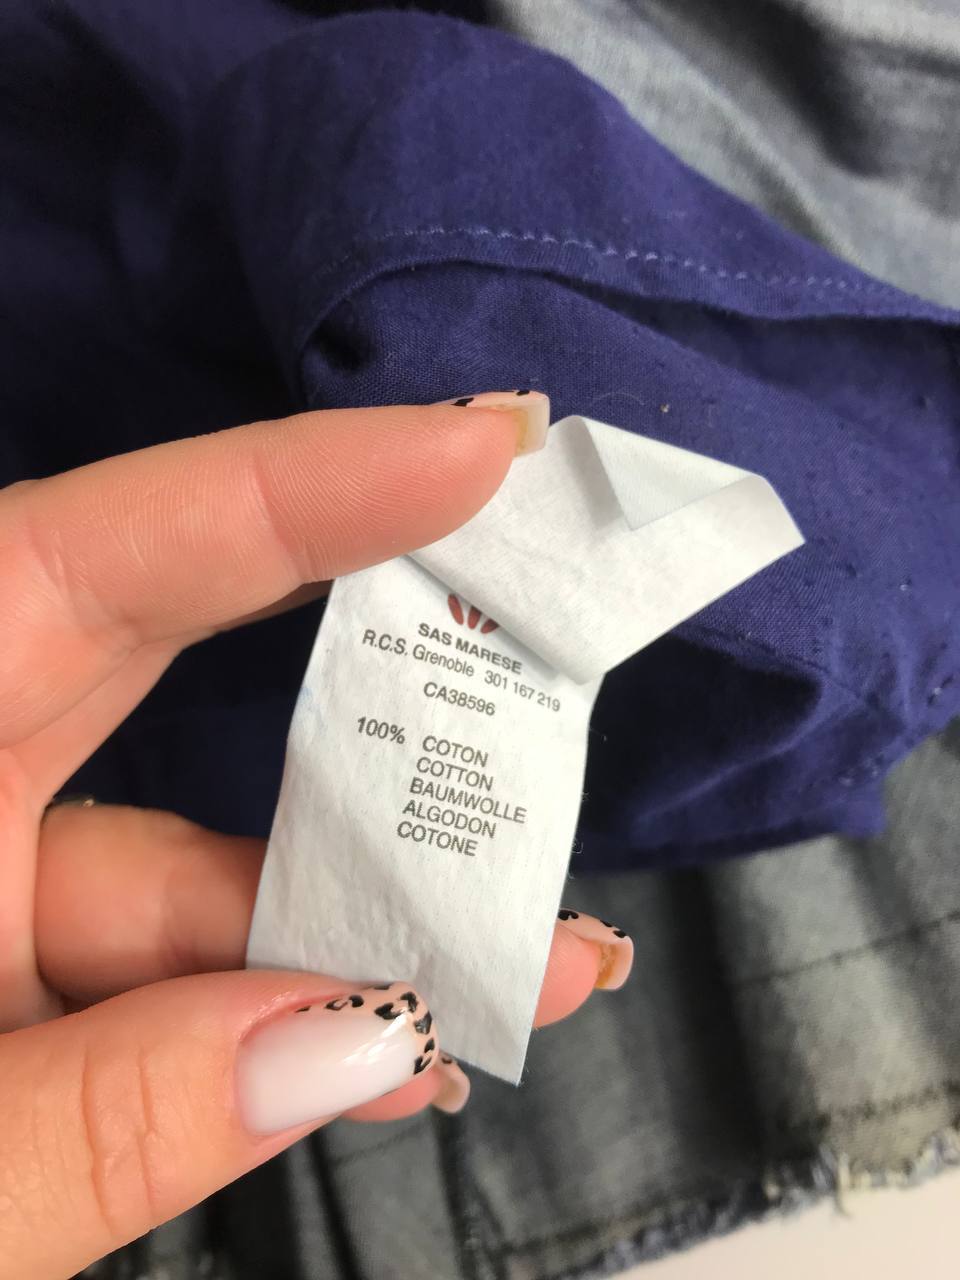 SAS MARESE
R.C.S. Grenoble 301 167 219
CA38596
100% COTON
COTTON
BAUMWOLLE
ALGODON
COTONE